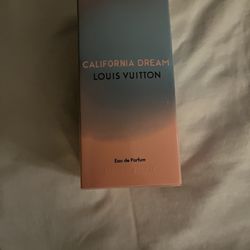 CALIFORNIA DREAM
LOUIS VUITTON
Eau de Parfum